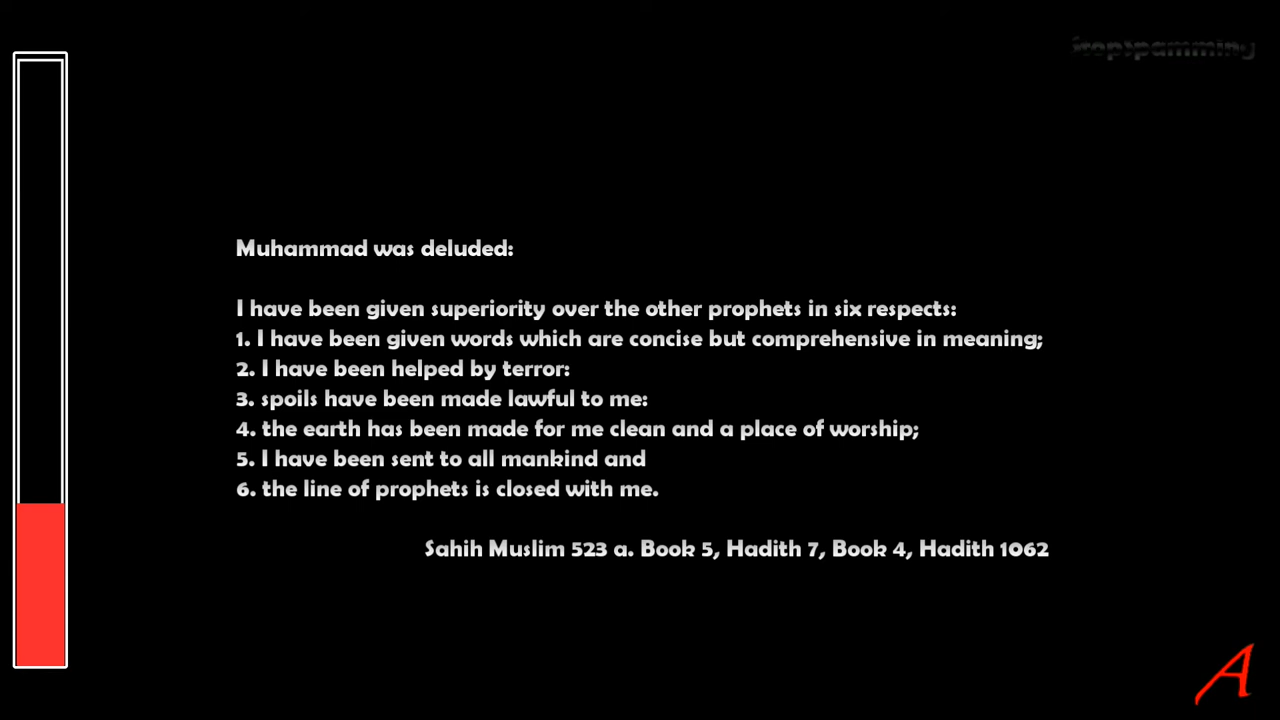 Stopspamming
Muhammad was deluded:
I have been given superiority over the other prophets in six respects:
1. I have been given words which are concise but comprehensive in meaning;
2. I have been helped by terror:
3. spoils have been made lawful to me:
4. the earth has been made for me clean and a place of worship;
5. I have been sent to all mankind and
6. the line of prophets is closed with me.
Sahih Muslim 523 a. Book 5, Hadith 7, Book 4, Hadith 1062
A